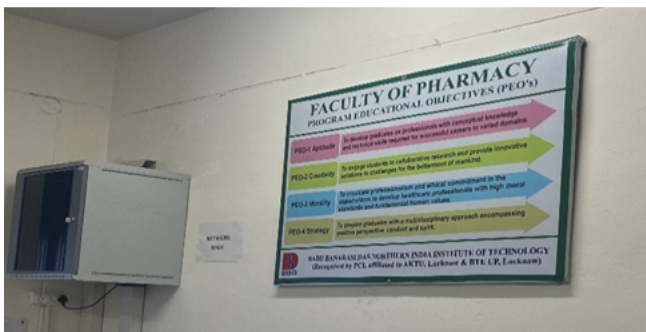 FACULTY OF PHARMACY
PROGRAM EDUCATIONAL OBJECTIVES (PEO's)
PEO-1 Aptitude
To develop graduates as professionals with conceptual knowledge
and technical skills required for successful careers in varied domains.
PEO-2 Creativity
To engage students in collaborative research and provide innovative
solutions to challenges for the betterment of mankind.
PEO-3 Morality
To inculcate professionalism and ethical commitment in the
stakeholders to develop healthcare professionals with high moral
standards and fundamental human values.
PEO-4 Strategy
To prepare graduates with a multidisciplinary approach encompassing
positive perspective, conduct and spirit.
BBD
BABU BANARASI DAS NORTHERN INDIA INSTITUTE OF TECHNOLOGY
(Recognised by PCI, affiliated to AKTU, Lucknow & BTE UP, Lucknow)
NETWORK
RACK